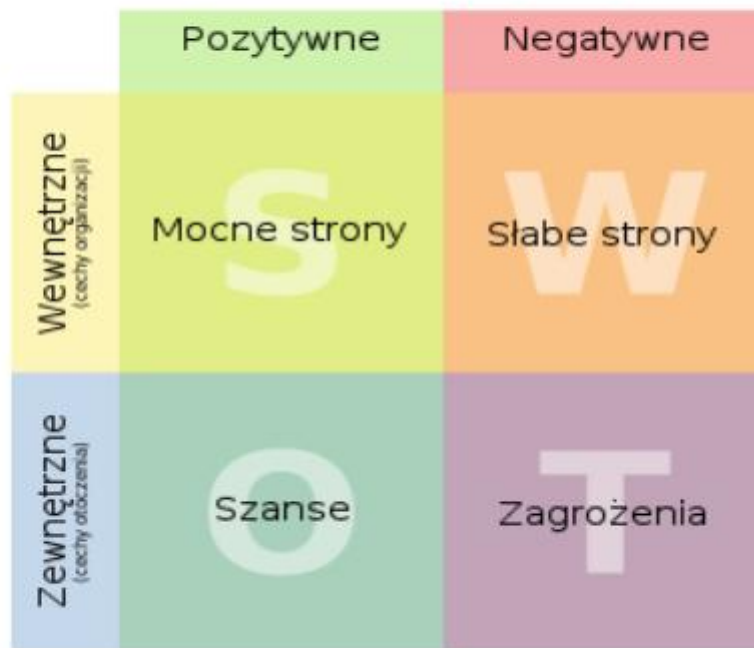 Pozytywne
Negatywne
Wewnętrzne
(cechy organizacji)
S
Mocne strony
W
Słabe strony
Zewnętrzne
(cechy otoczenia)
O
Szanse
T
Zagrożenia